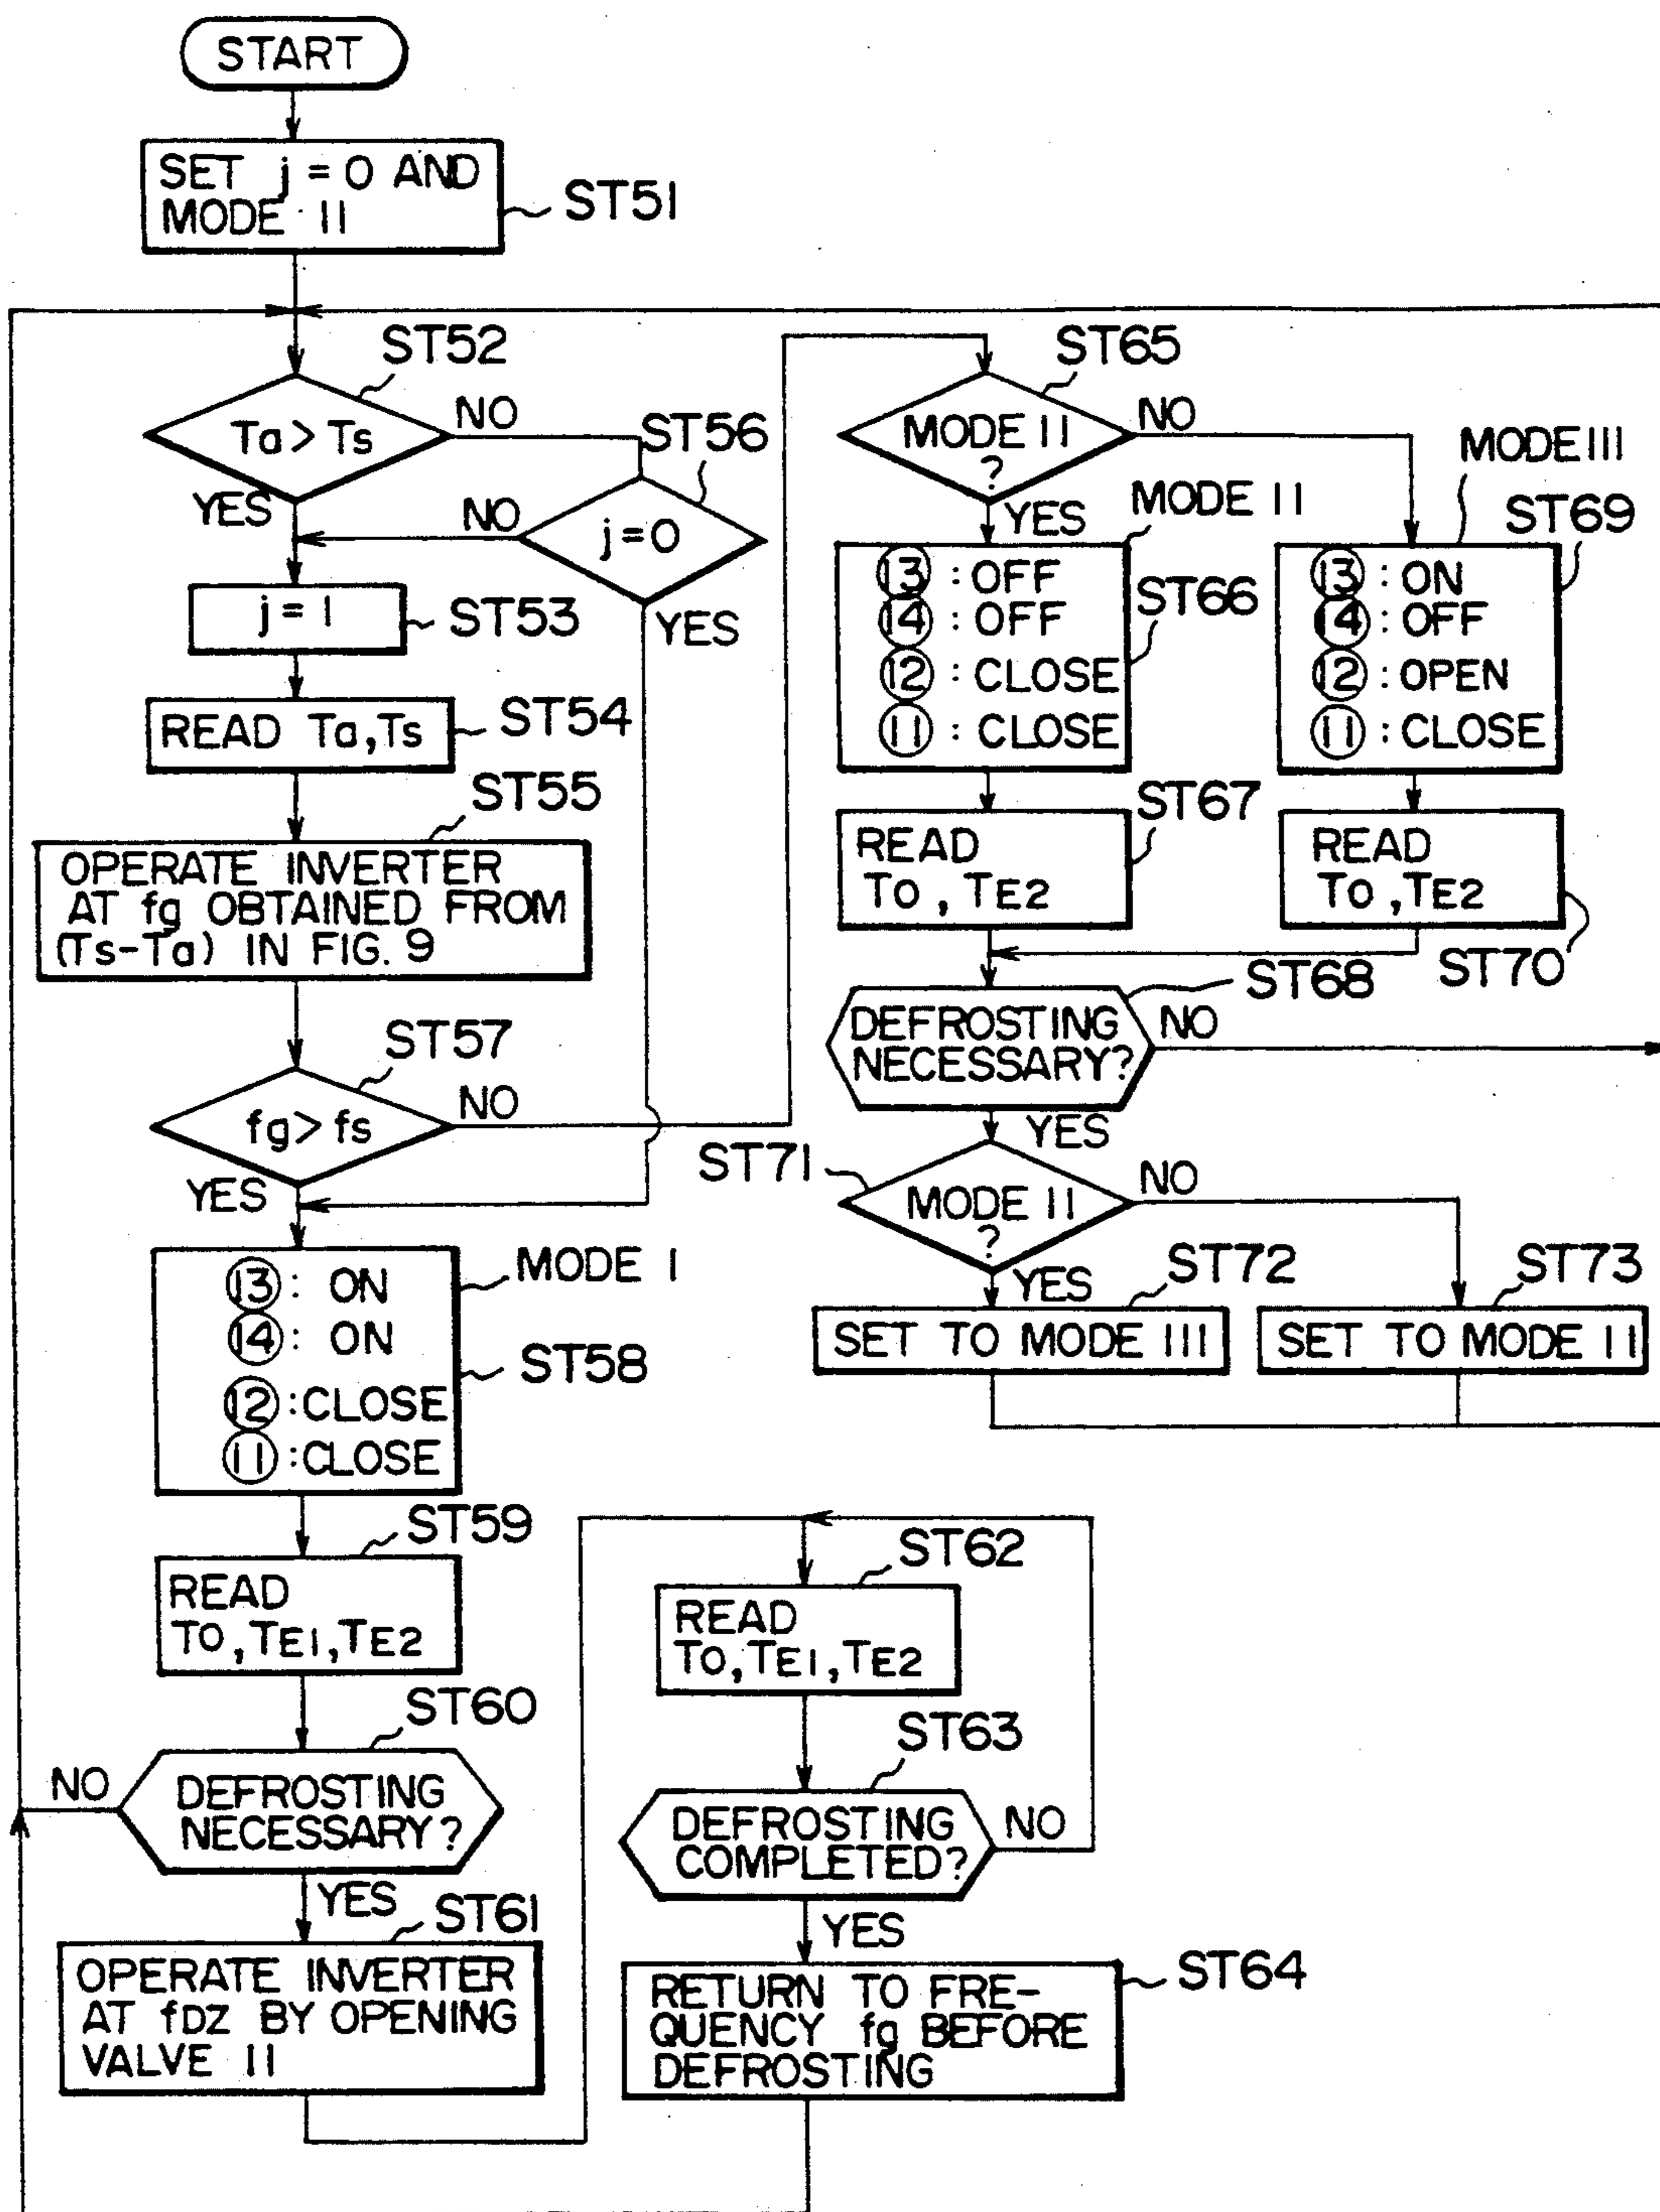 START
SET j = 0 AND
MODE II
ST51
ST52
Ta > Ts
NO
YES
ST56
j = 0
NO
YES
j = 1
ST53
READ Ta, Ts
ST54
ST55
OPERATE INVERTER
AT fg OBTAINED FROM
(Ts-Ta) IN FIG. 9
ST57
fg > fs
NO
YES
MODE I
13 : ON
14 : ON
12 : CLOSE
11 : CLOSE
ST58
ST59
READ
TO, TE1, TE2
ST60
DEFROSTING
NECESSARY?
NO
YES
ST61
OPERATE INVERTER
AT fDZ BY OPENING
VALVE 11
ST62
READ
TO, TE1, TE2
ST63
DEFROSTING
COMPLETED?
NO
YES
ST64
RETURN TO FRE-
QUENCY fg BEFORE
DEFROSTING
ST65
MODE II
?
NO
YES
MODE II
13 : OFF
14 : OFF
12 : CLOSE
11 : CLOSE
ST66
MODE III
ST69
13 : ON
14 : OFF
12 : OPEN
11 : CLOSE
ST67
READ
TO, TE2
READ
TO, TE2
ST70
ST68
DEFROSTING
NECESSARY?
NO
YES
ST71
MODE II
?
NO
YES
ST72
SET TO MODE III
ST73
SET TO MODE II